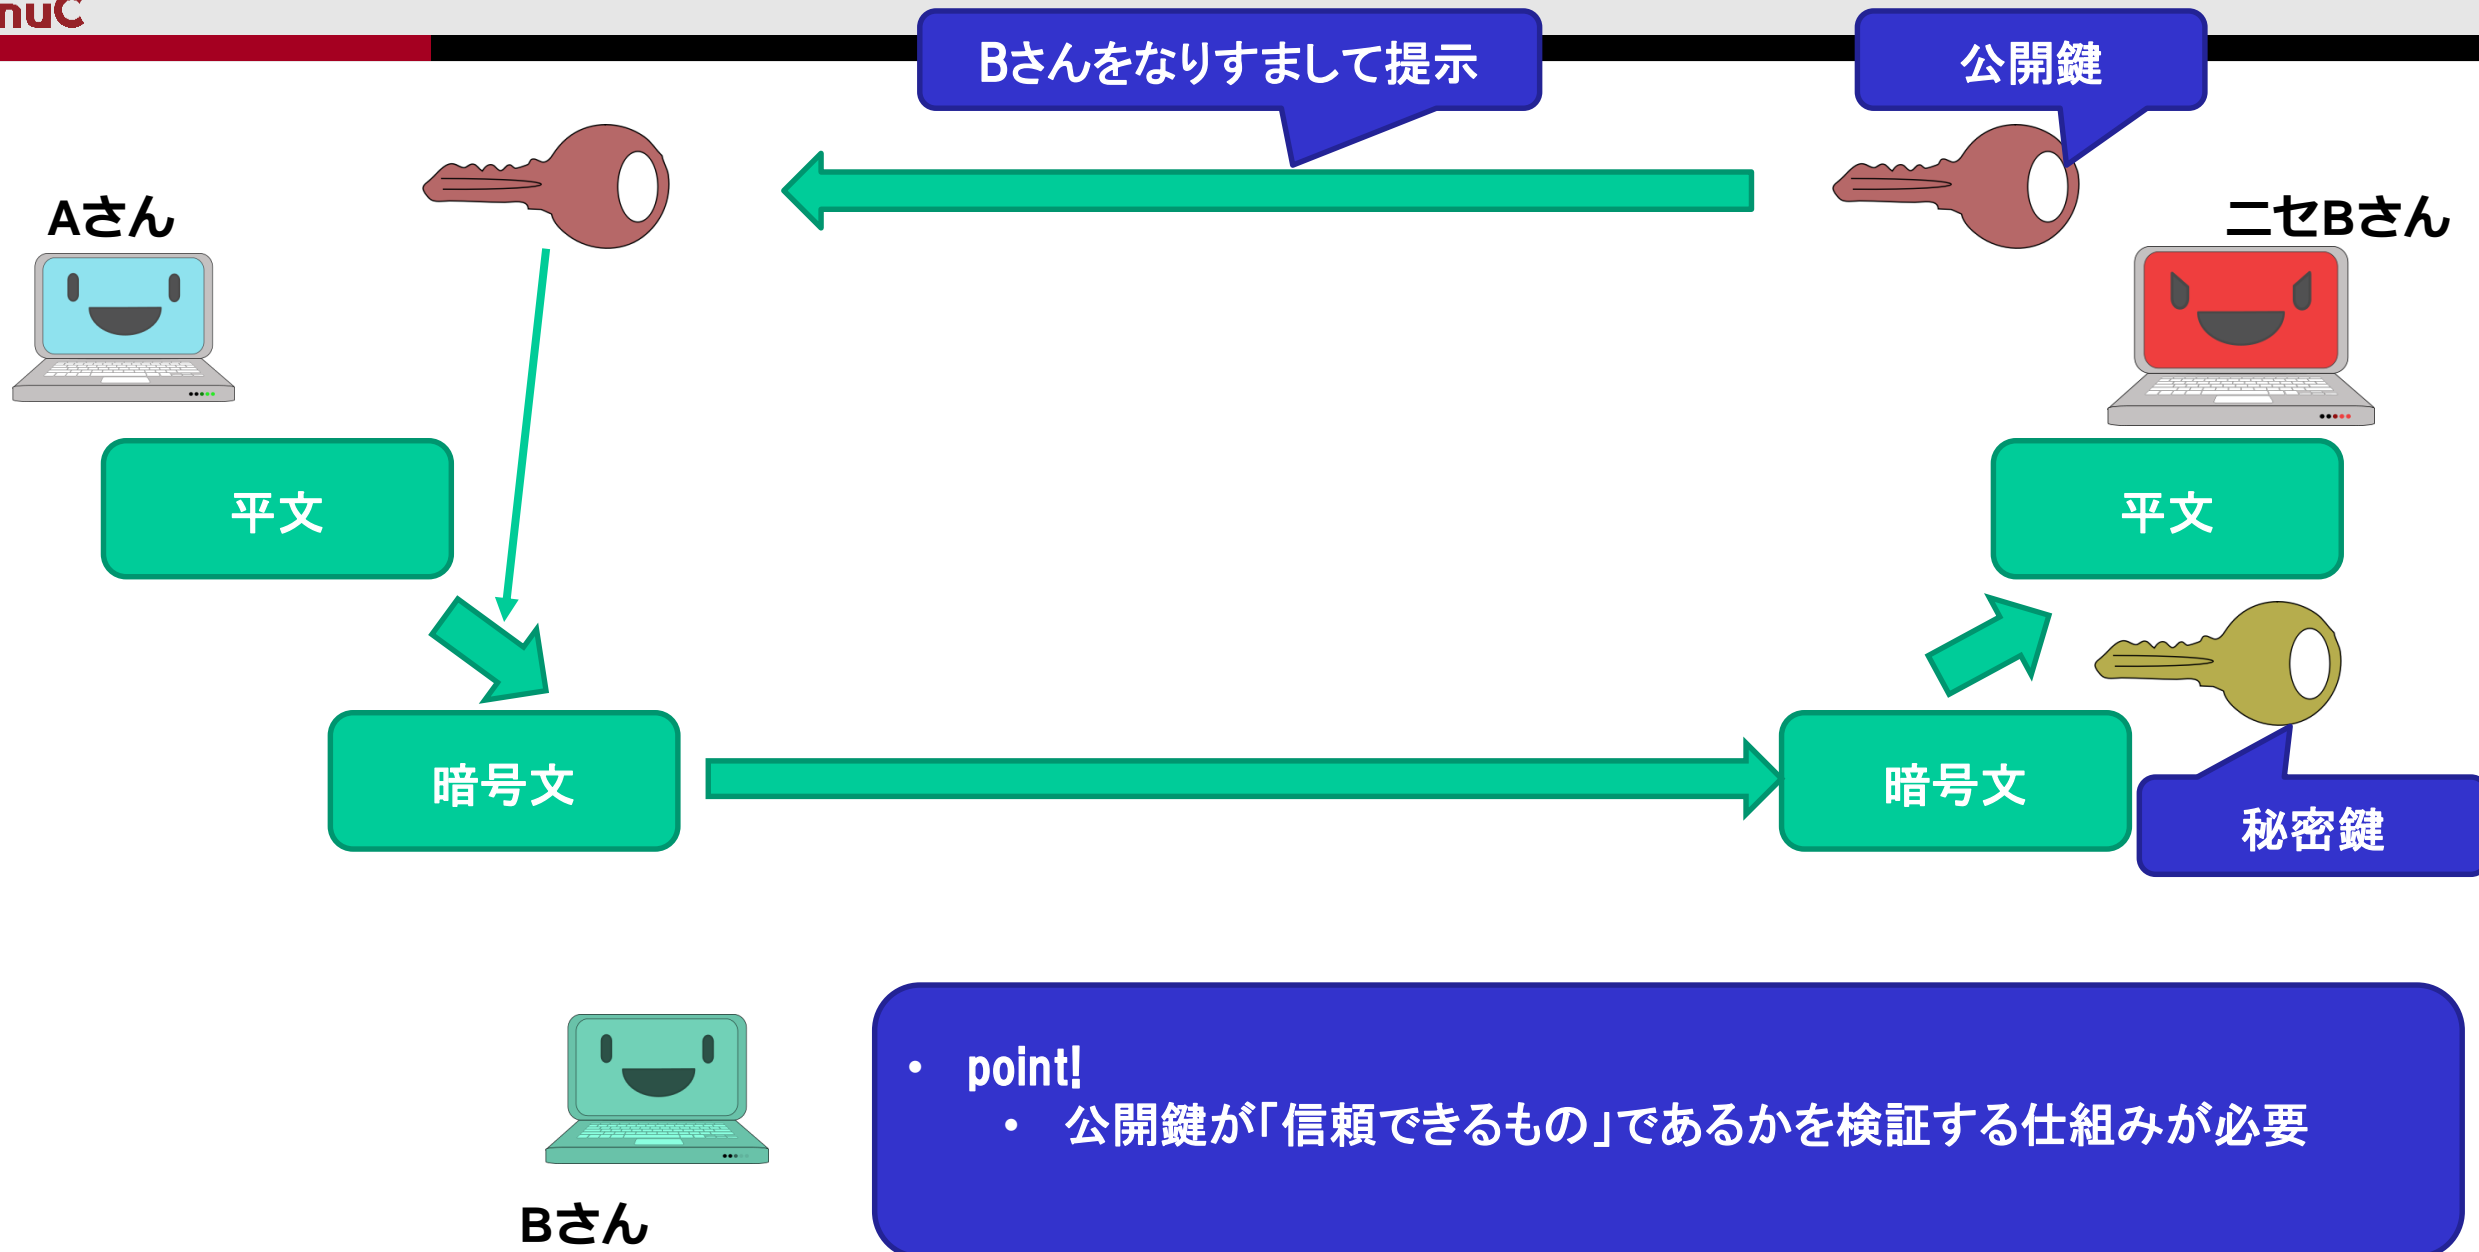 nuC
Bさんをなりすまして提示
公開鍵
Aさん
ニセBさん
平文
平文
暗号文
暗号文
秘密鍵
• point!
• 公開鍵が「信頼できるもの」であるかを検証する仕組みが必要
Bさん